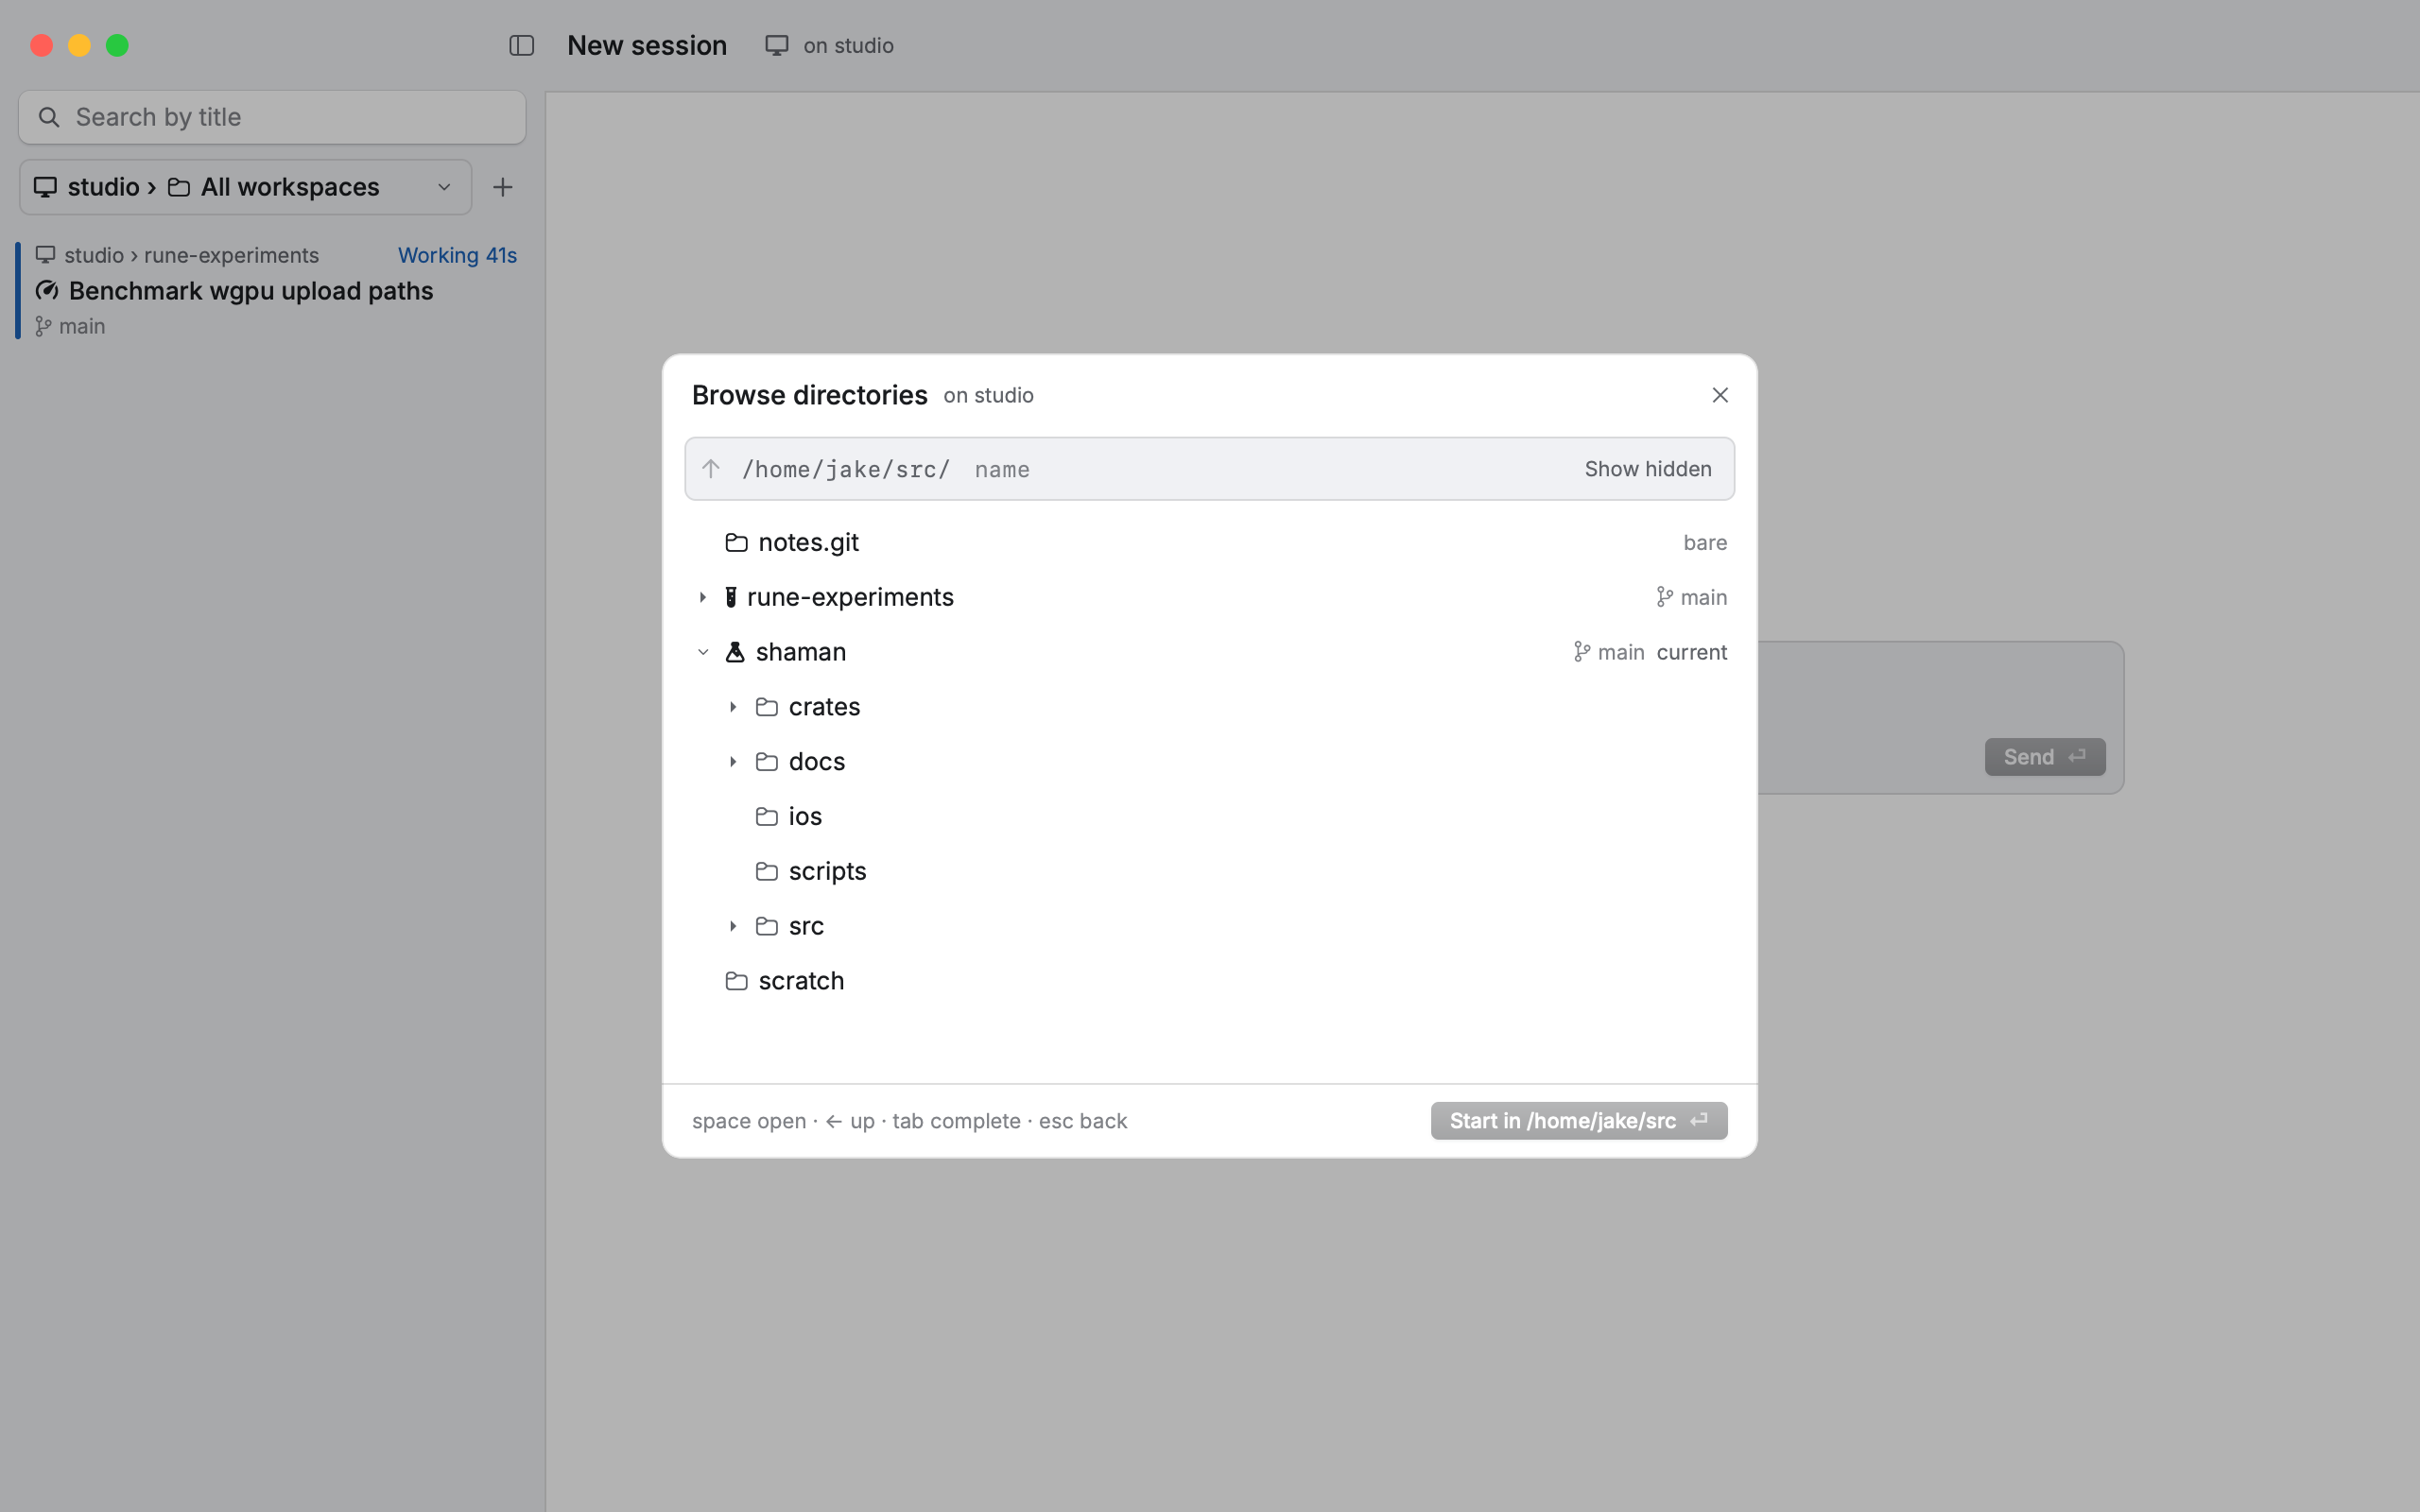 New session on studio
Search by title
studio › All workspaces
studio › rune-experiments Working 41s
Benchmark wgpu upload paths
main
Browse directories on studio
/home/jake/src/ name Show hidden
notes.git bare
rune-experiments main
shaman main current
crates
docs
ios
scripts
src
scratch
Send
space open · ← up · tab complete · esc back
Start in /home/jake/src